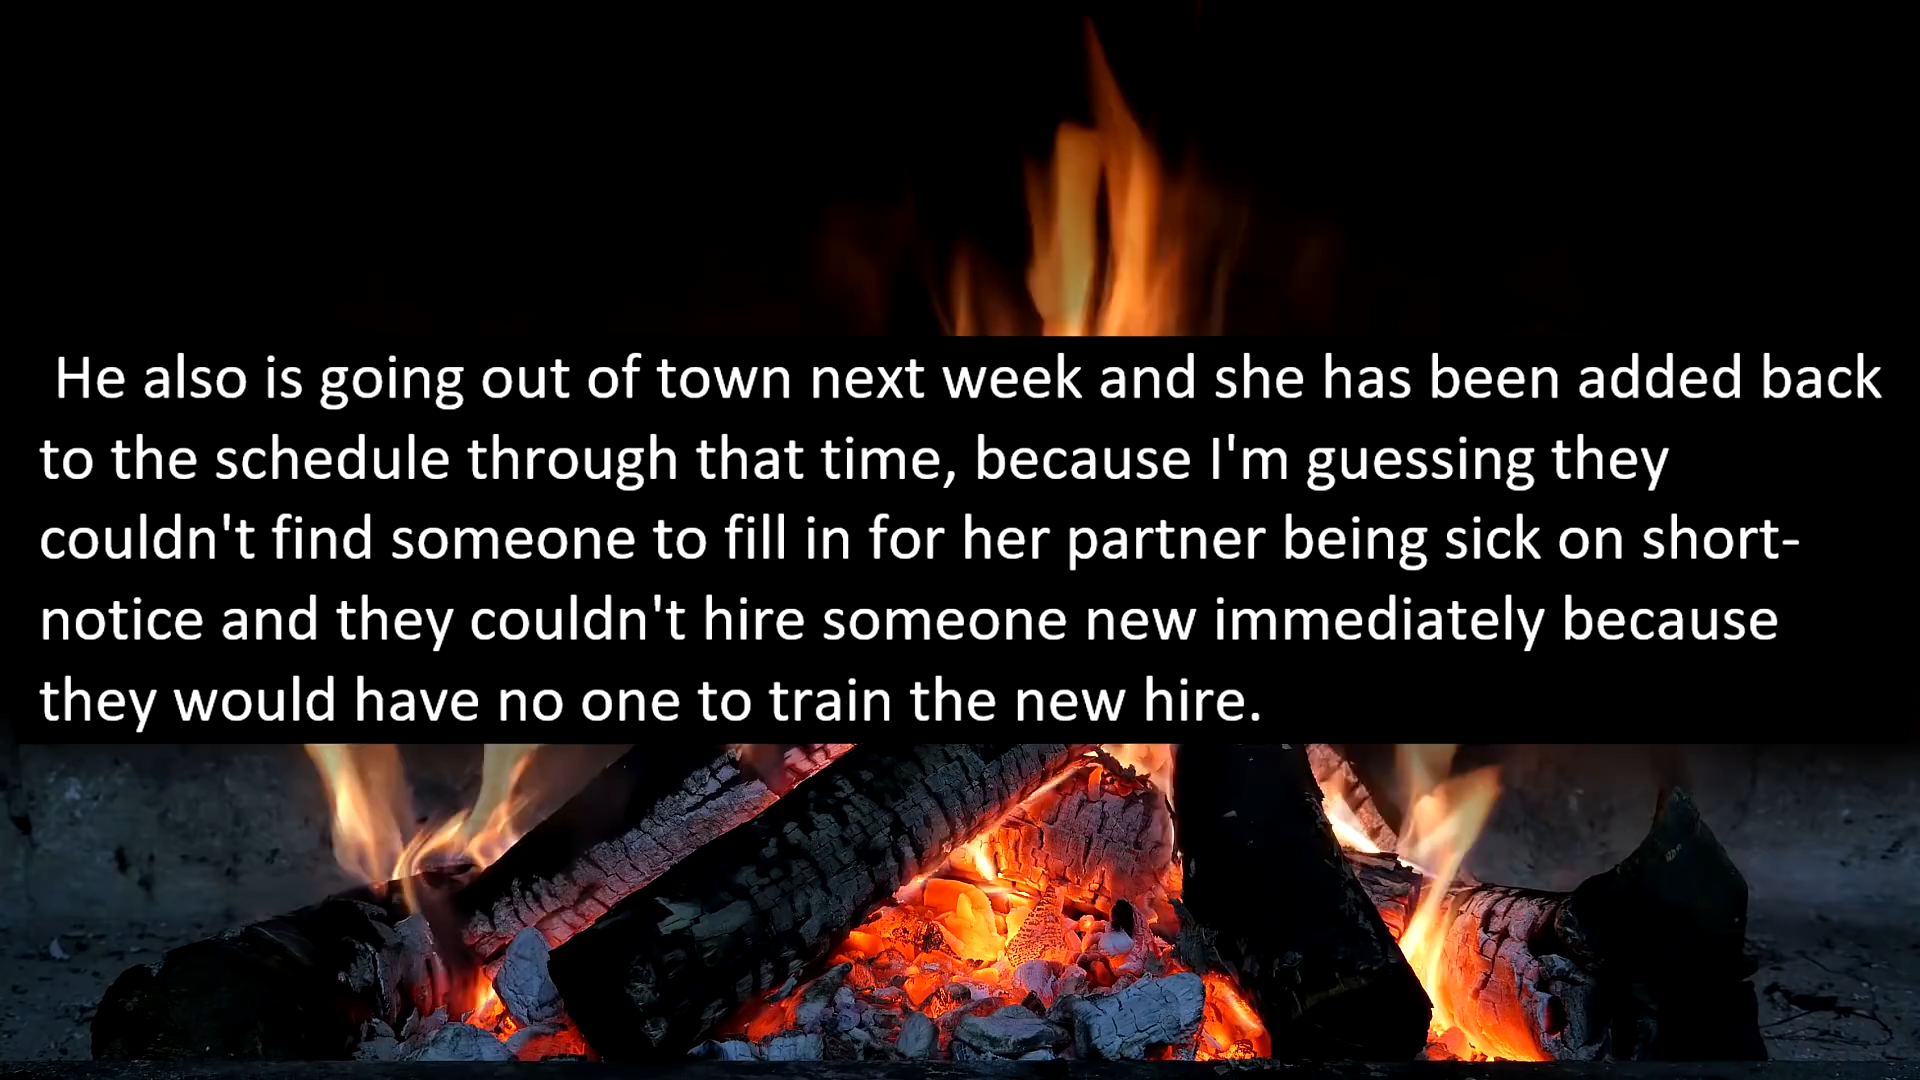 He also is going out of town next week and she has been added back
to the schedule through that time, because I'm guessing they
couldn't find someone to fill in for her partner being sick on short-
notice and they couldn't hire someone new immediately because
they would have no one to train the new hire.